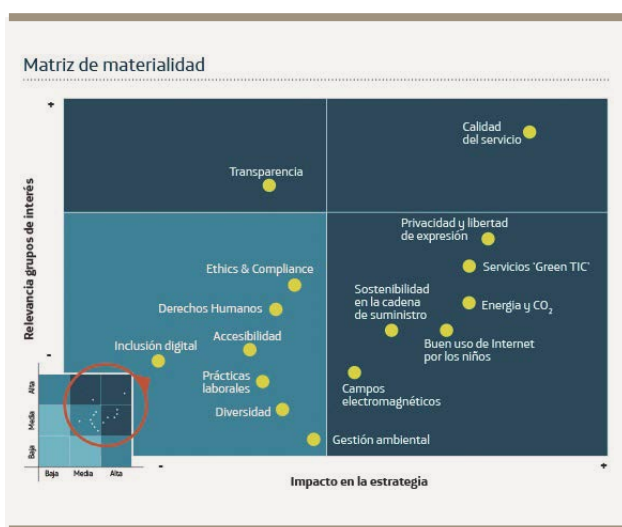 Matriz de materialidad
+
Relevancia grupos de interés
-
Calidad
del servicio
Transparencia
Privacidad y libertad
de expresión
Servicios 'Green TIC'
Ethics & Compliance
Sostenibilidad
en la cadena
de suministro
Energia y CO2
Derechos Humanos
Accesibilidad
Inclusión digital
Buen uso de Internet
por los niños
Prácticas
laborales
Campos
electromagnéticos
Diversidad
Gestión ambiental
Alta
Media
Baja
Baja Media Alta
-
+
Impacto en la estrategia